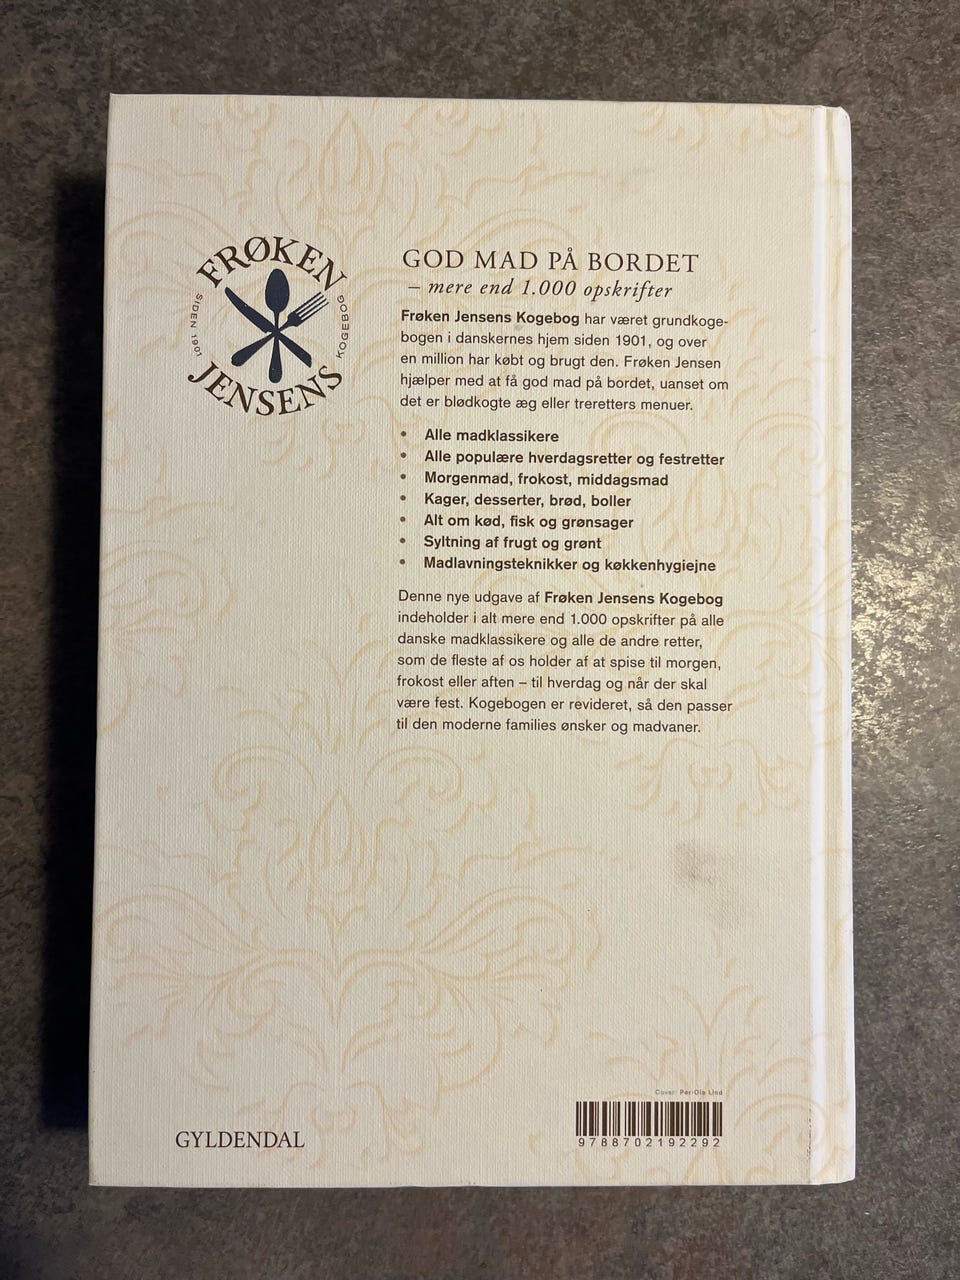 FRØKEN
JENSENS
SIDEN 1901
KOGEBOG
GOD MAD PÅ BORDET
– mere end 1.000 opskrifter
Frøken Jensens Kogebog har været grundkoge-
bogen i danskernes hjem siden 1901, og over
en million har købt og brugt den. Frøken Jensen
hjælper med at få god mad på bordet, uanset om
det er blødkogte æg eller treretters menuer.
• Alle madklassikere
• Alle populære hverdagsretter og festretter
• Morgenmad, frokost, middagsmad
• Kager, desserter, brød, boller
• Alt om kød, fisk og grønsager
• Syltning af frugt og grønt
• Madlavningsteknikker og køkkenhygiejne
Denne nye udgave af Frøken Jensens Kogebog
indeholder i alt mere end 1.000 opskrifter på alle
danske madklassikere og alle de andre retter,
som de fleste af os holder af at spise til morgen,
frokost eller aften – til hverdag og når der skal
være fest. Kogebogen er revideret, så den passer
til den moderne families ønsker og madvaner.
Cover: Per-Ola Lind
9788702192292
GYLDENDAL